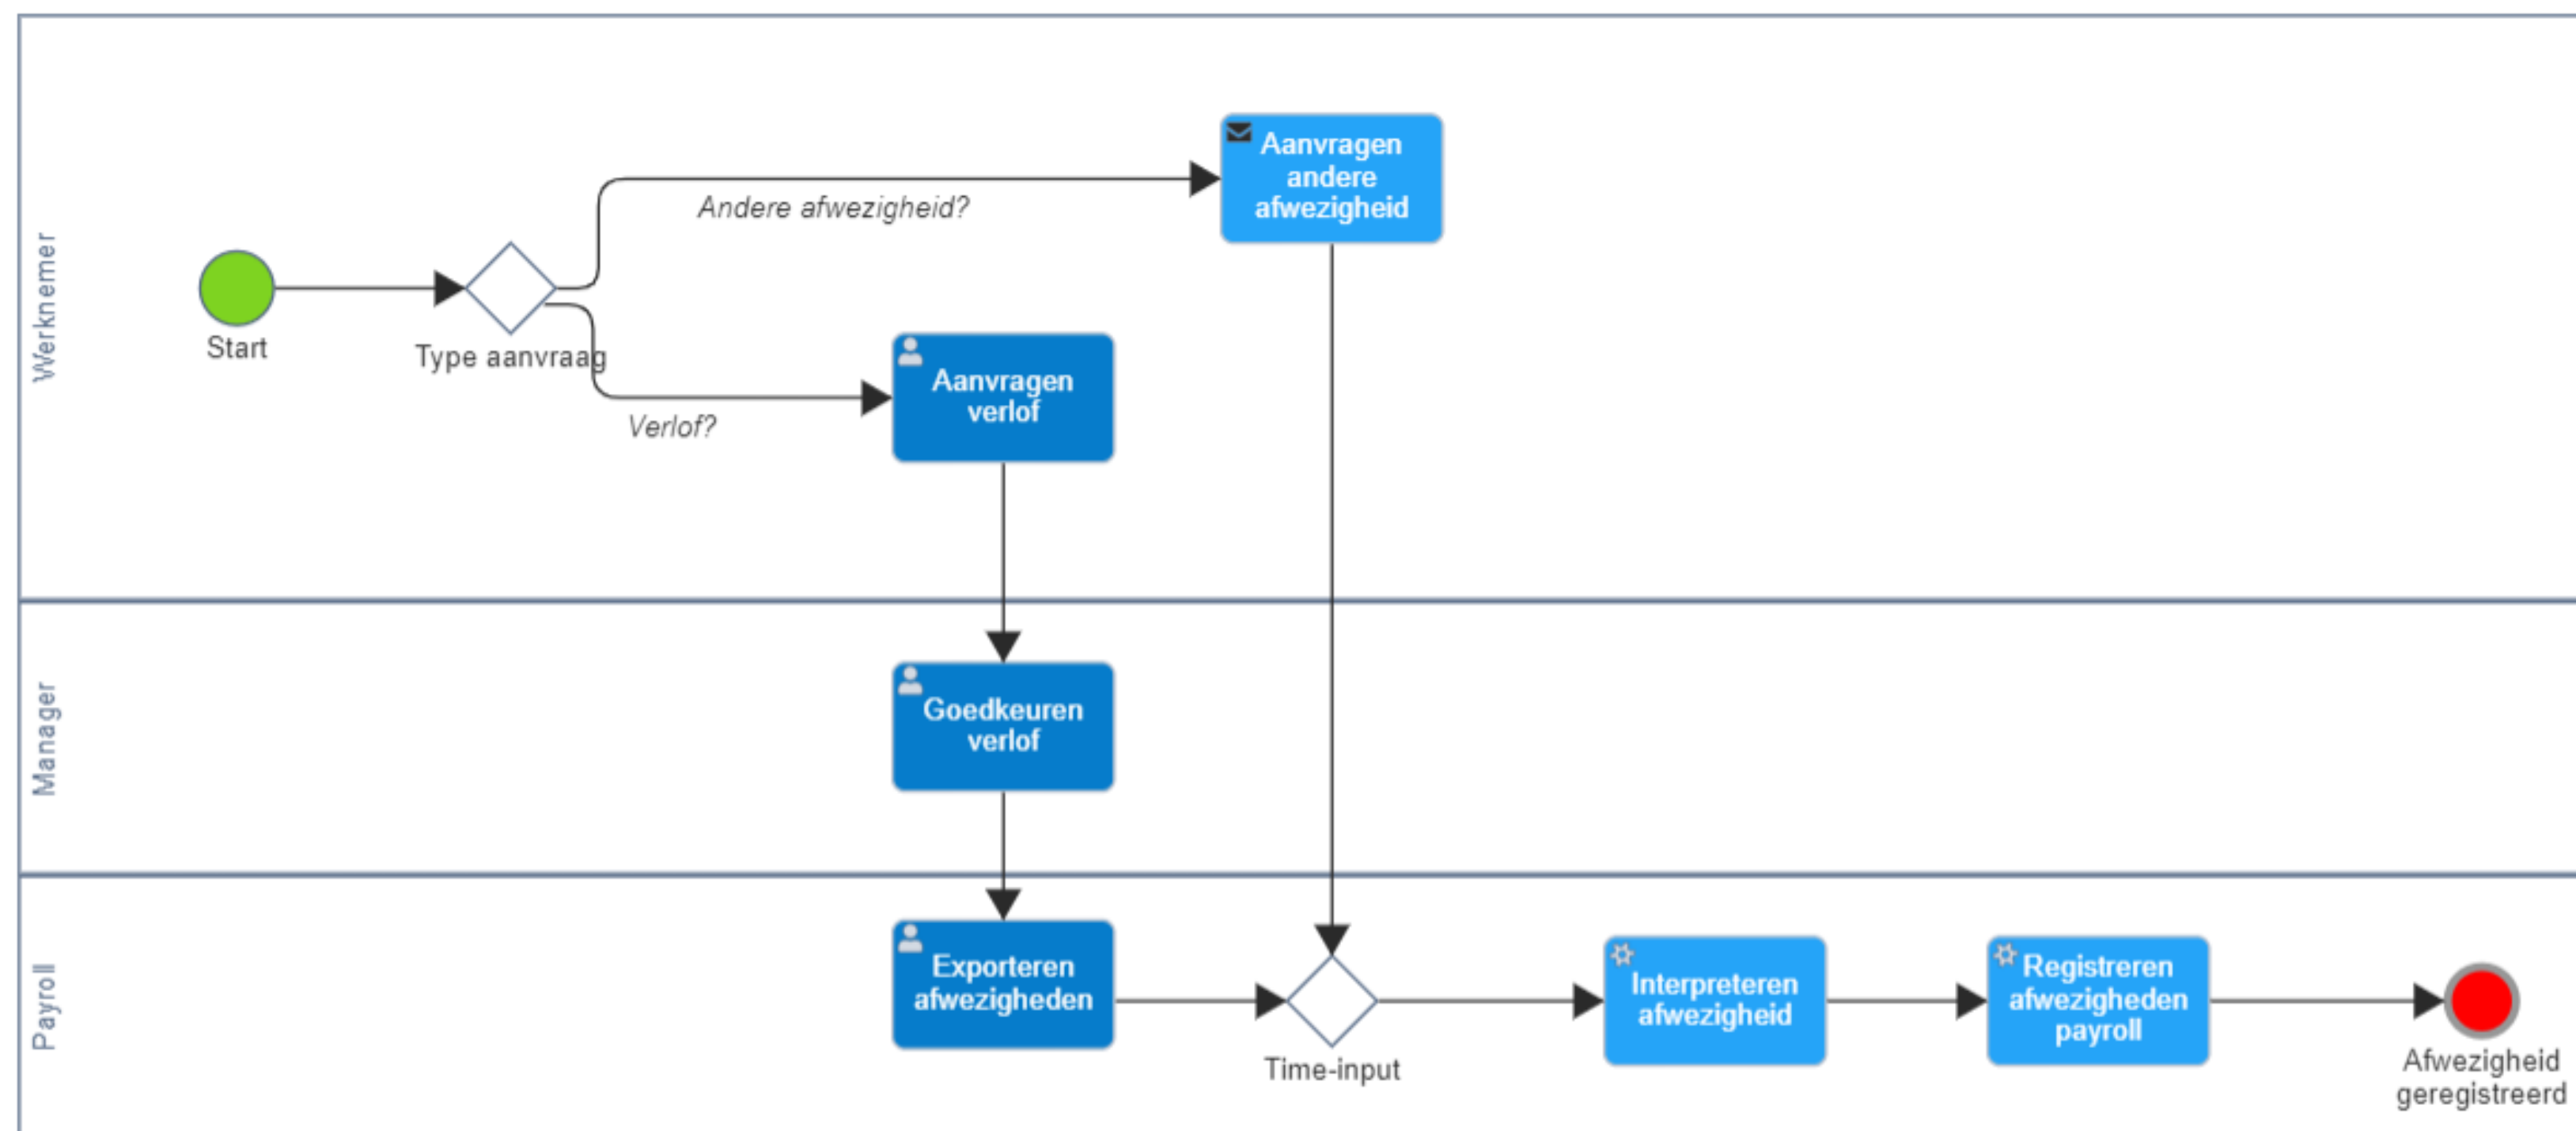 Werknemer
Start
Type aanvraag
Andere afwezigheid?
Verlof?
Aanvragen
andere
afwezigheid
Aanvragen
verlof
Manager
Goedkeuren
verlof
Payroll
Exporteren
afwezigheden
Time-input
Interpreteren
afwezigheid
Registreren
afwezigheden
payroll
Afwezigheid
geregistreerd